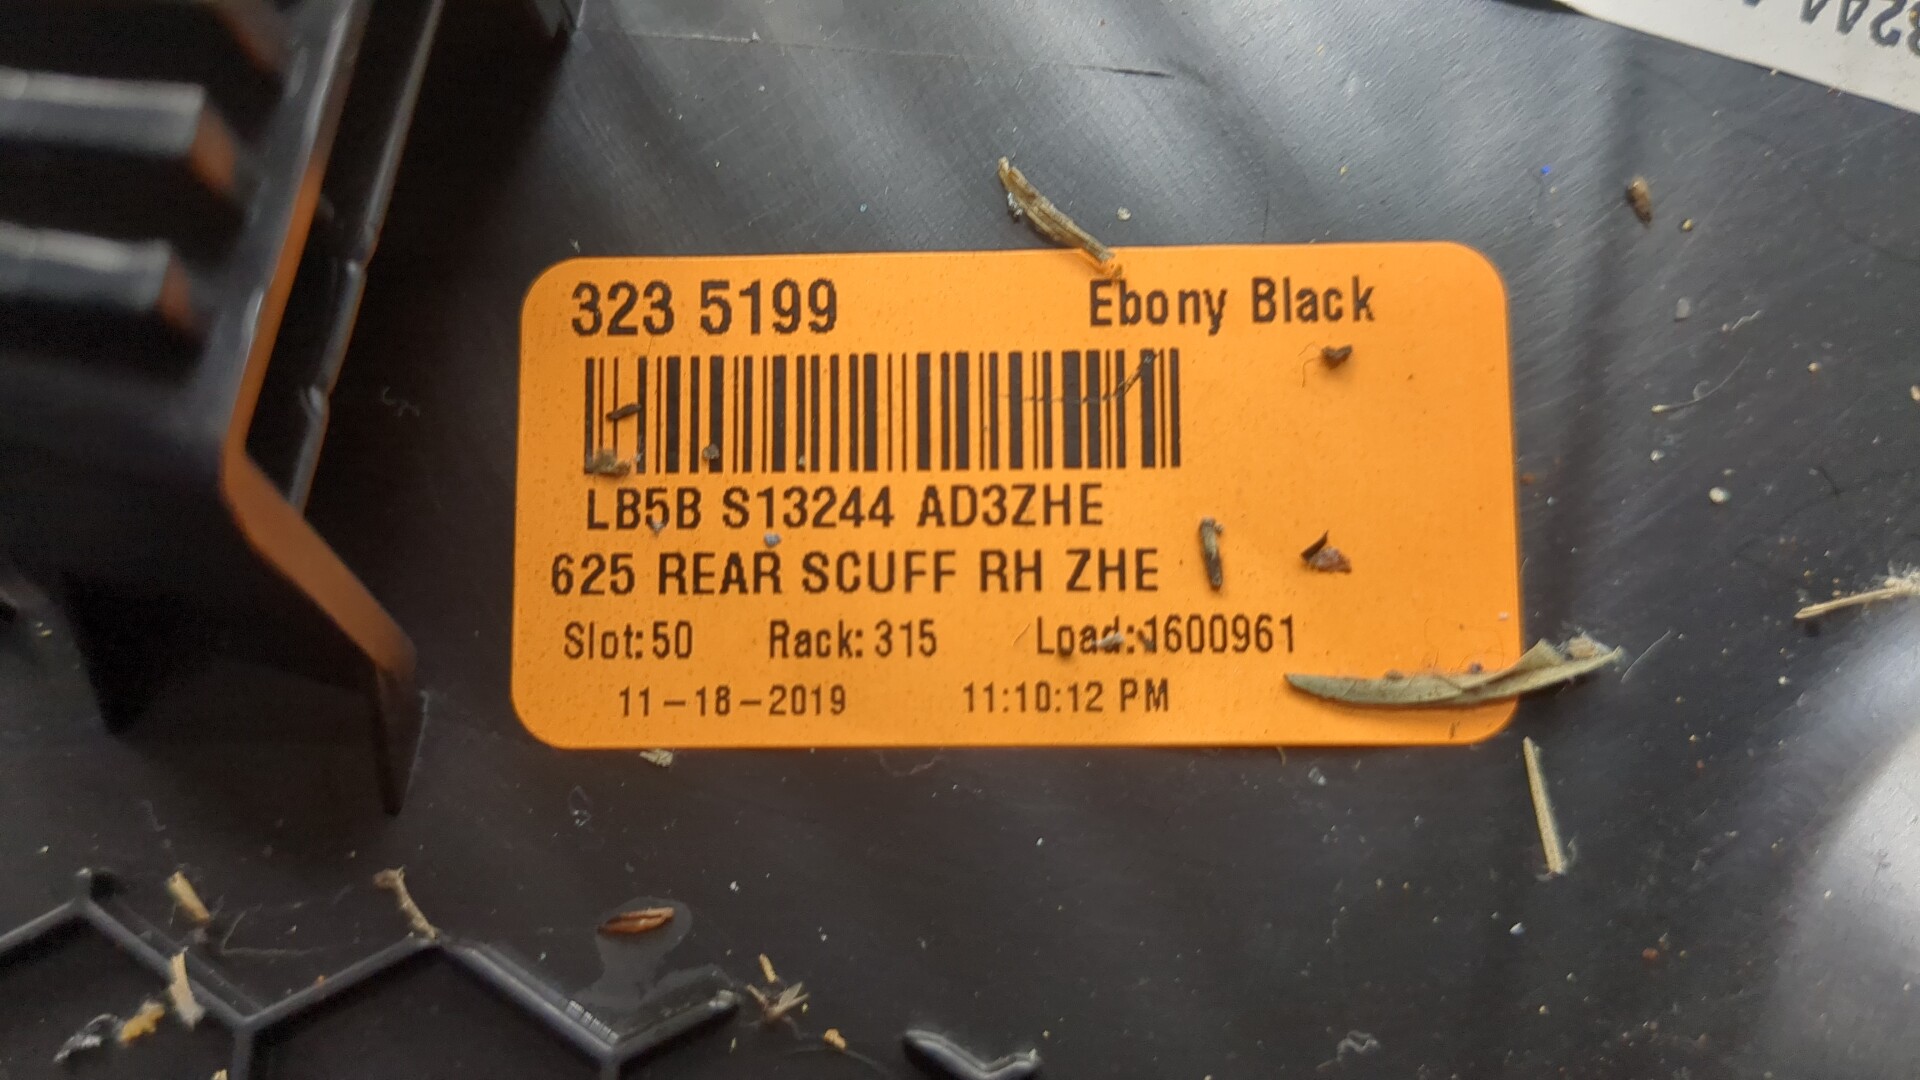 323 5199 Ebony Black
LB5B S13244 AD3ZHE
625 REAR SCUFF RH ZHE
Slot:50 Rack:315 Load:1600961
11-18-2019 11:10:12 PM